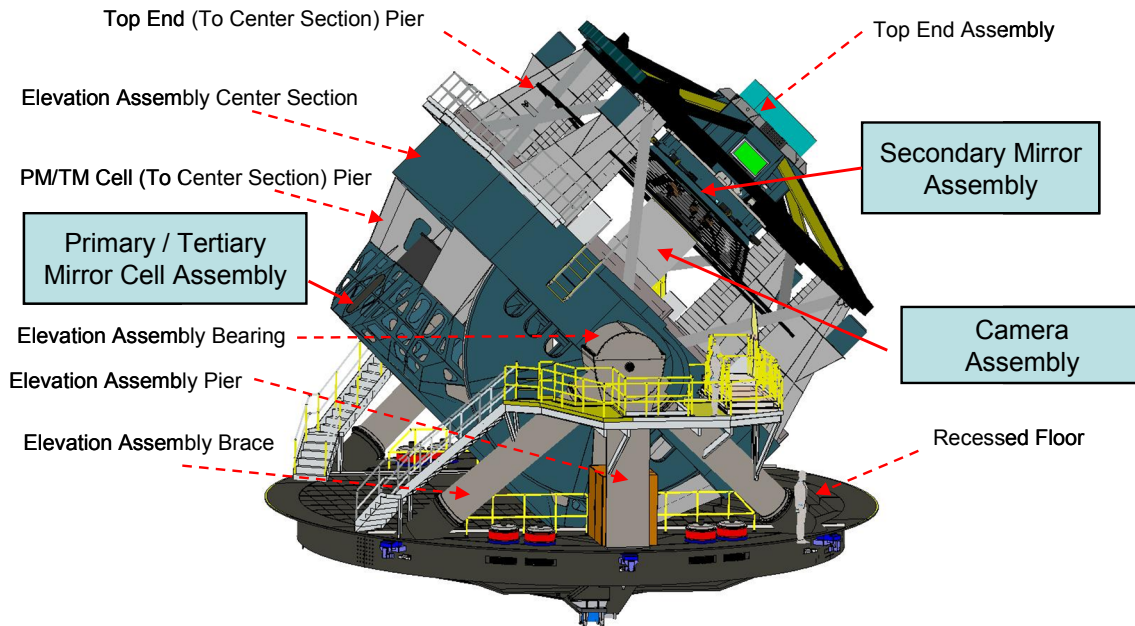 Top End (To Center Section) Pier
Top End Assembly
Elevation Assembly Center Section
Secondary Mirror
Assembly
PM/TM Cell (To Center Section) Pier
Primary / Tertiary
Mirror Cell Assembly
Elevation Assembly Bearing
Camera
Assembly
Elevation Assembly Pier
Elevation Assembly Brace
Recessed Floor